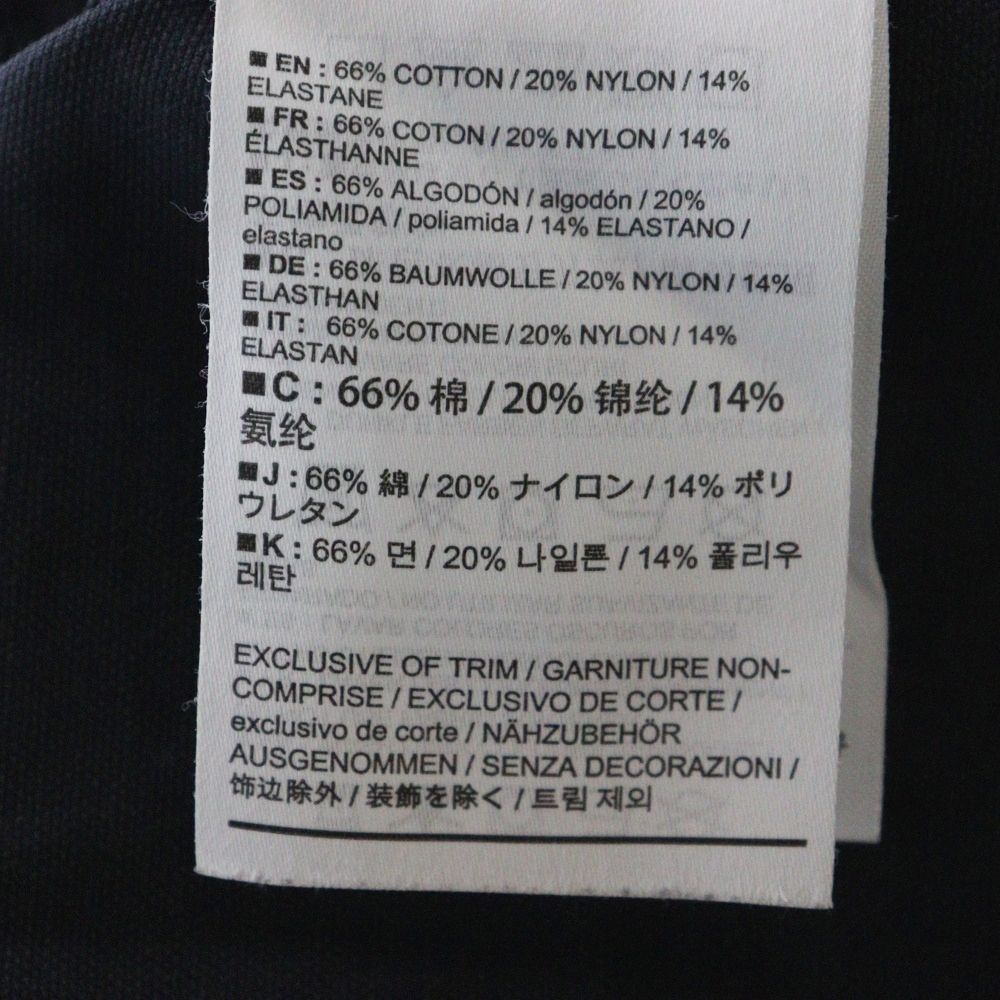 ■ EN : 66% COTTON / 20% NYLON / 14%
ELASTANE
■ FR : 66% COTON / 20% NYLON / 14%
ÉLASTHANNE
■ ES : 66% ALGODÓN / algodón / 20%
POLIAMIDA / poliamida / 14% ELASTANO /
elastano
■ DE : 66% BAUMWOLLE / 20% NYLON / 14%
ELASTHAN
■ IT : 66% COTONE / 20% NYLON / 14%
ELASTAN
■C : 66% 棉 / 20% 锦纶 / 14%
氨纶
■J : 66% 綿 / 20% ナイロン / 14% ポリ
ウレタン
■K : 66% 면 / 20% 나일론 / 14% 폴리우
레탄
EXCLUSIVE OF TRIM / GARNITURE NON-
COMPRISE / EXCLUSIVO DE CORTE /
exclusivo de corte / NÄHZUBEHÖR
AUSGENOMMEN / SENZA DECORAZIONI /
饰边除外 / 装飾を除く / 트림 제외